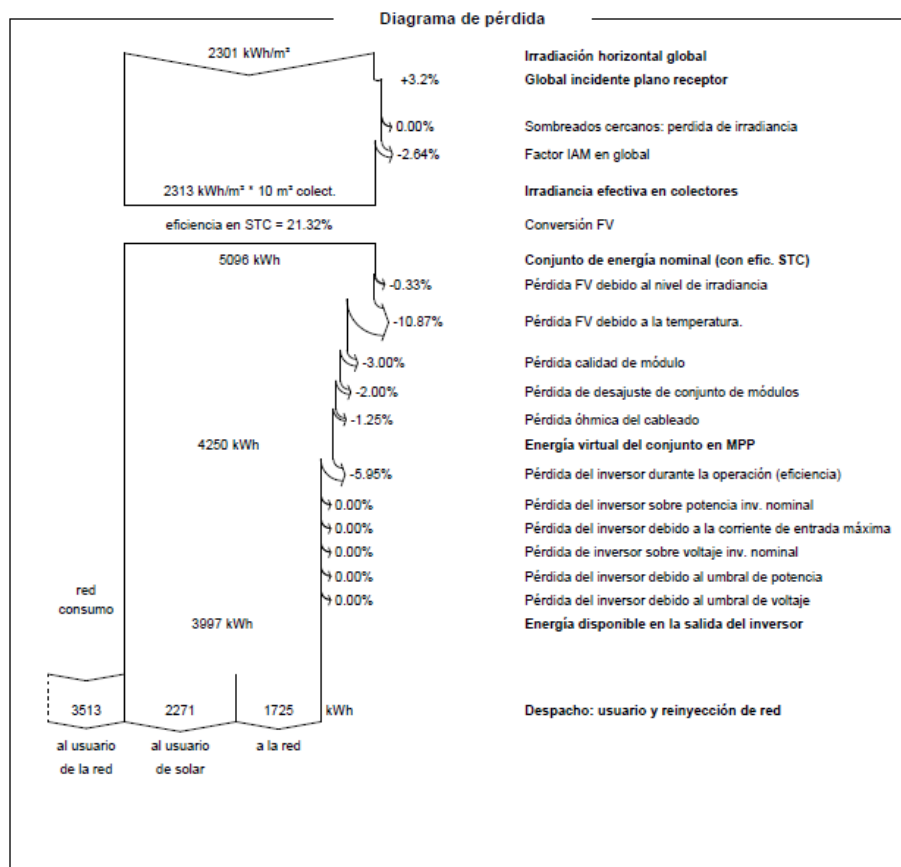 Diagrama de pérdida
2301 kWh/m²
Irradiación horizontal global
+3.2%
Global incidente plano receptor
0.00%
Sombreados cercanos: perdida de irradiancia
-2.64%
Factor IAM en global
2313 kWh/m² * 10 m² colect.
Irradiancia efectiva en colectores
eficiencia en STC = 21.32%
Conversión FV
5096 kWh
Conjunto de energía nominal (con efic. STC)
-0.33%
Pérdida FV debido al nivel de irradiancia
-10.87%
Pérdida FV debido a la temperatura.
-3.00%
Pérdida calidad de módulo
-2.00%
Pérdida de desajuste de conjunto de módulos
-1.25%
Pérdida óhmica del cableado
4250 kWh
Energía virtual del conjunto en MPP
-5.95%
Pérdida del inversor durante la operación (eficiencia)
0.00%
Pérdida del inversor sobre potencia inv. nominal
0.00%
Pérdida del inversor debido a la corriente de entrada máxima
0.00%
Pérdida de inversor sobre voltaje inv. nominal
0.00%
Pérdida del inversor debido al umbral de potencia
0.00%
Pérdida del inversor debido al umbral de voltaje
red
consumo
3997 kWh
Energía disponible en la salida del inversor
3513
2271
1725
kWh
Despacho: usuario y reinyección de red
al usuario
de la red
al usuario
de solar
a la red